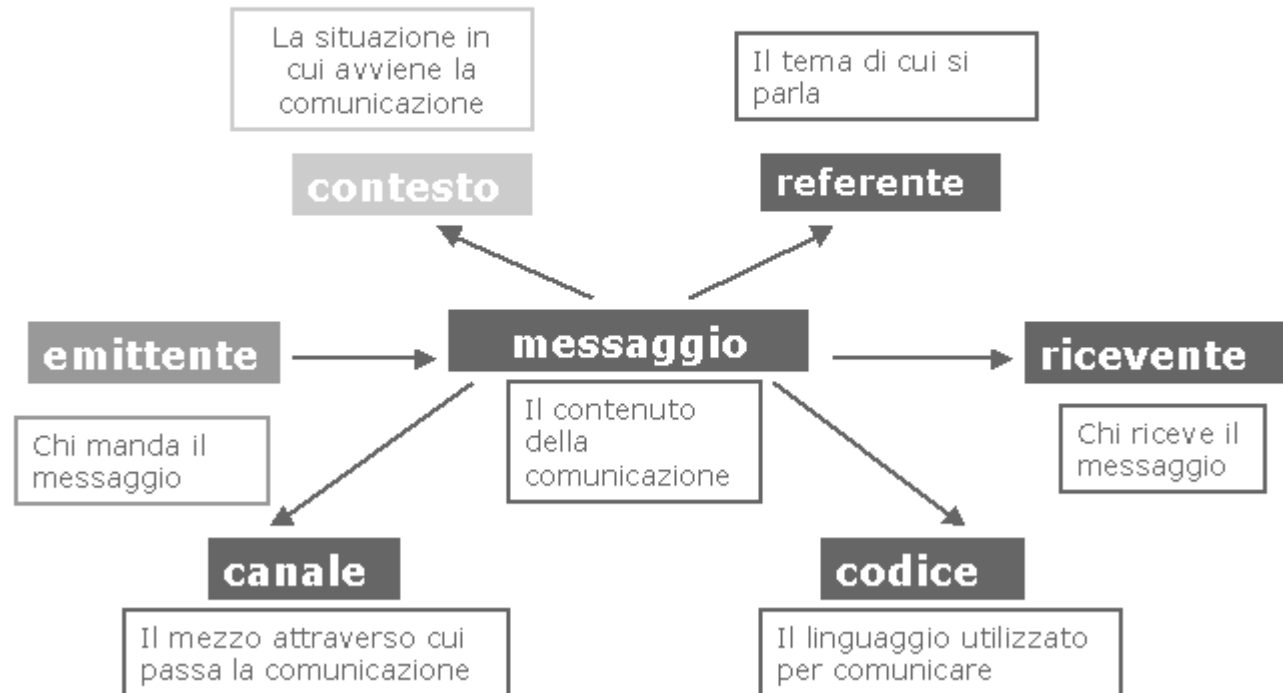 La situazione in
cui avviene la
comunicazione
Il tema di cui si
parla
contesto
referente
emittente
messaggio
ricevente
Chi manda il
messaggio
Il contenuto
della
comunicazione
Chi riceve il
messaggio
canale
codice
Il mezzo attraverso cui
passa la comunicazione
Il linguaggio utilizzato
per comunicare